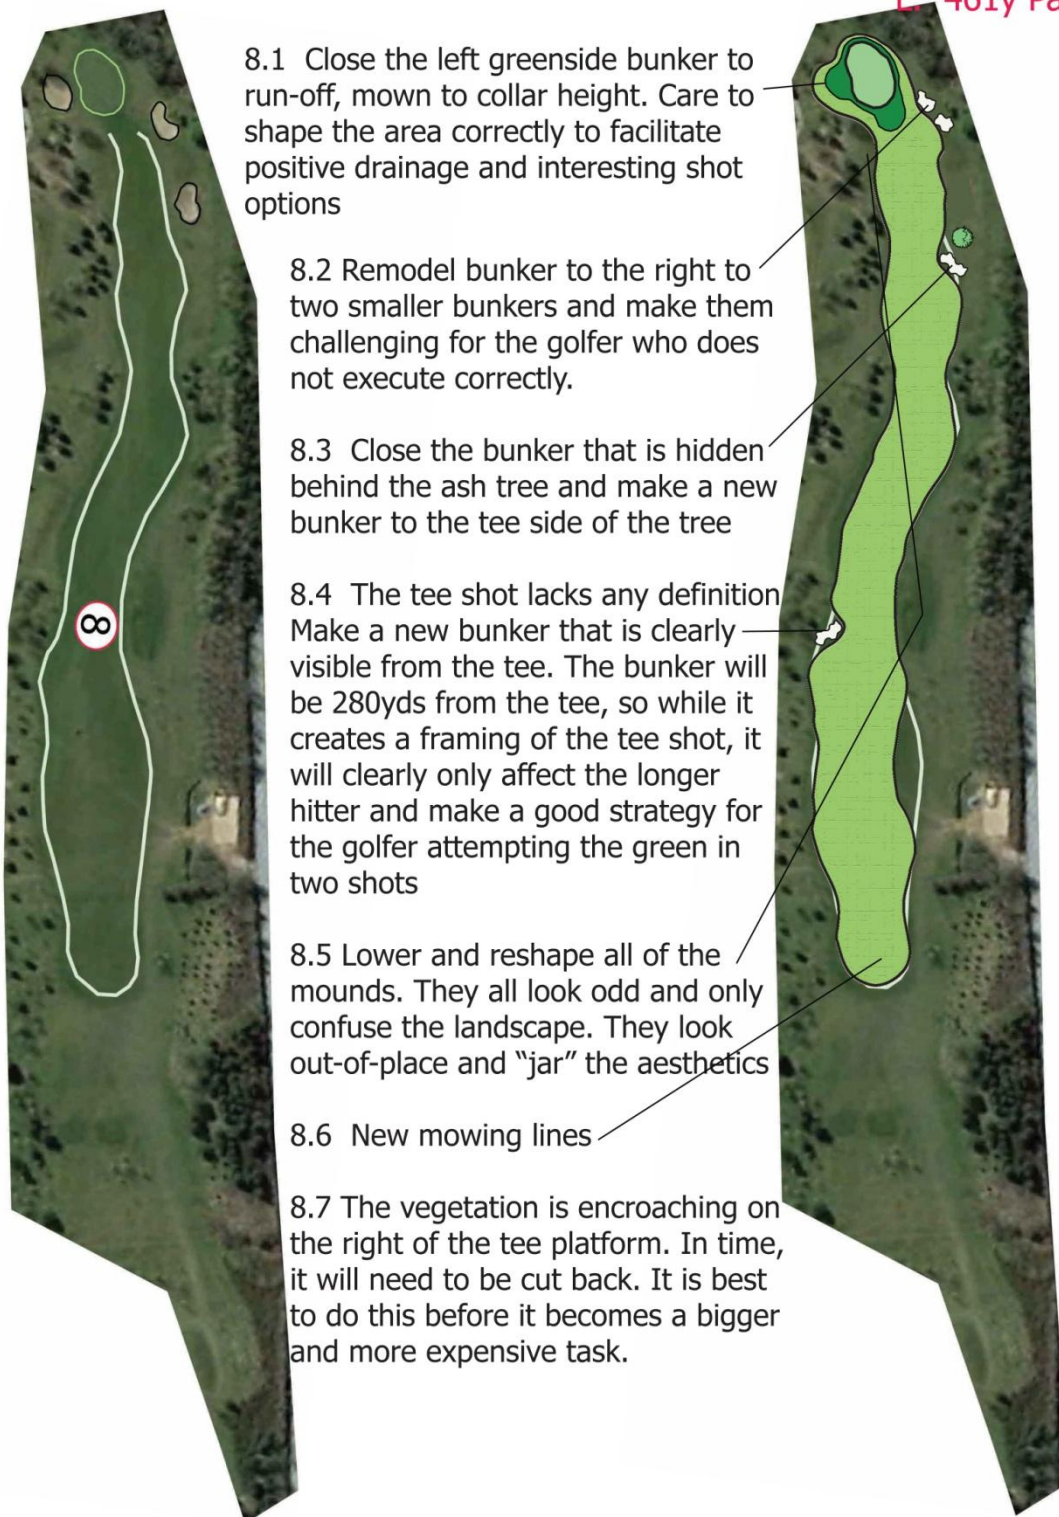 8.1  Close the left greenside bunker to
run-off, mown to collar height. Care to
shape the area correctly to facilitate
positive drainage and interesting shot
options
8.2 Remodel bunker to the right to
two smaller bunkers and make them
challenging for the golfer who does
not execute correctly.
8.3  Close the bunker that is hidden
behind the ash tree and make a new
bunker to the tee side of the tree
8.4  The tee shot lacks any definition
Make a new bunker that is clearly
visible from the tee. The bunker will
be 280yds from the tee, so while it
creates a framing of the tee shot, it
will clearly only affect the longer
hitter and make a good strategy for
the golfer attempting the green in
two shots
8.5 Lower and reshape all of the
mounds. They all look odd and only
confuse the landscape. They look
out-of-place and “jar” the aesthetics
8.6  New mowing lines
8.7 The vegetation is encroaching on
the right of the tee platform. In time,
it will need to be cut back. It is best
to do this before it becomes a bigger
and more expensive task.
8